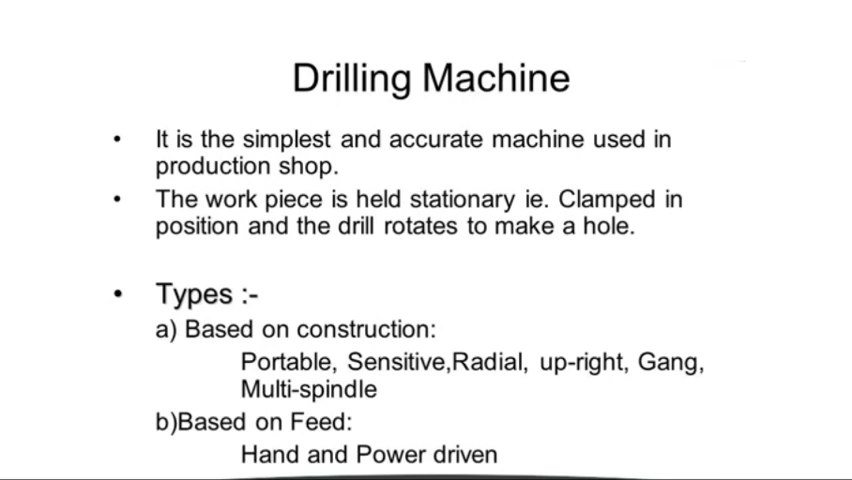 Drilling Machine
• It is the simplest and accurate machine used in
production shop.
• The work piece is held stationary ie. Clamped in
position and the drill rotates to make a hole.
• Types :-
a) Based on construction:
Portable, Sensitive,Radial, up-right, Gang,
Multi-spindle
b)Based on Feed:
Hand and Power driven